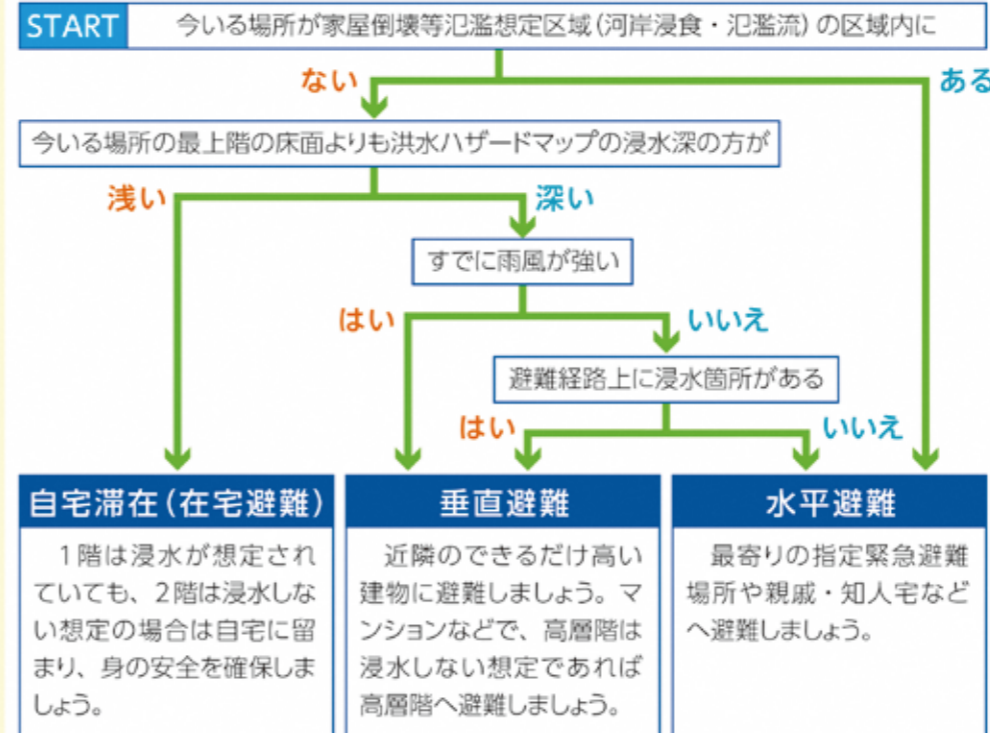 START 今いる場所が家屋倒壊等氾濫想定区域(河岸浸食・氾濫流)の区域内に
ない
ある
今いる場所の最上階の床面よりも洪水ハザードマップの浸水深の方が
浅い
深い
すでに雨風が強い
はい
いいえ
避難経路上に浸水箇所がある
はい
いいえ
自宅滞在(在宅避難)
1階は浸水が想定され
ていても、2階は浸水しな
い想定の場合は自宅に留
まり、身の安全を確保しま
しょう。
垂直避難
近隣のできるだけ高い
建物に避難しましょう。マ
ンションなどで、高層階は
浸水しない想定であれば
高層階へ避難しましょう。
水平避難
最寄りの指定緊急避難
場所や親戚・知人宅など
へ避難しましょう。